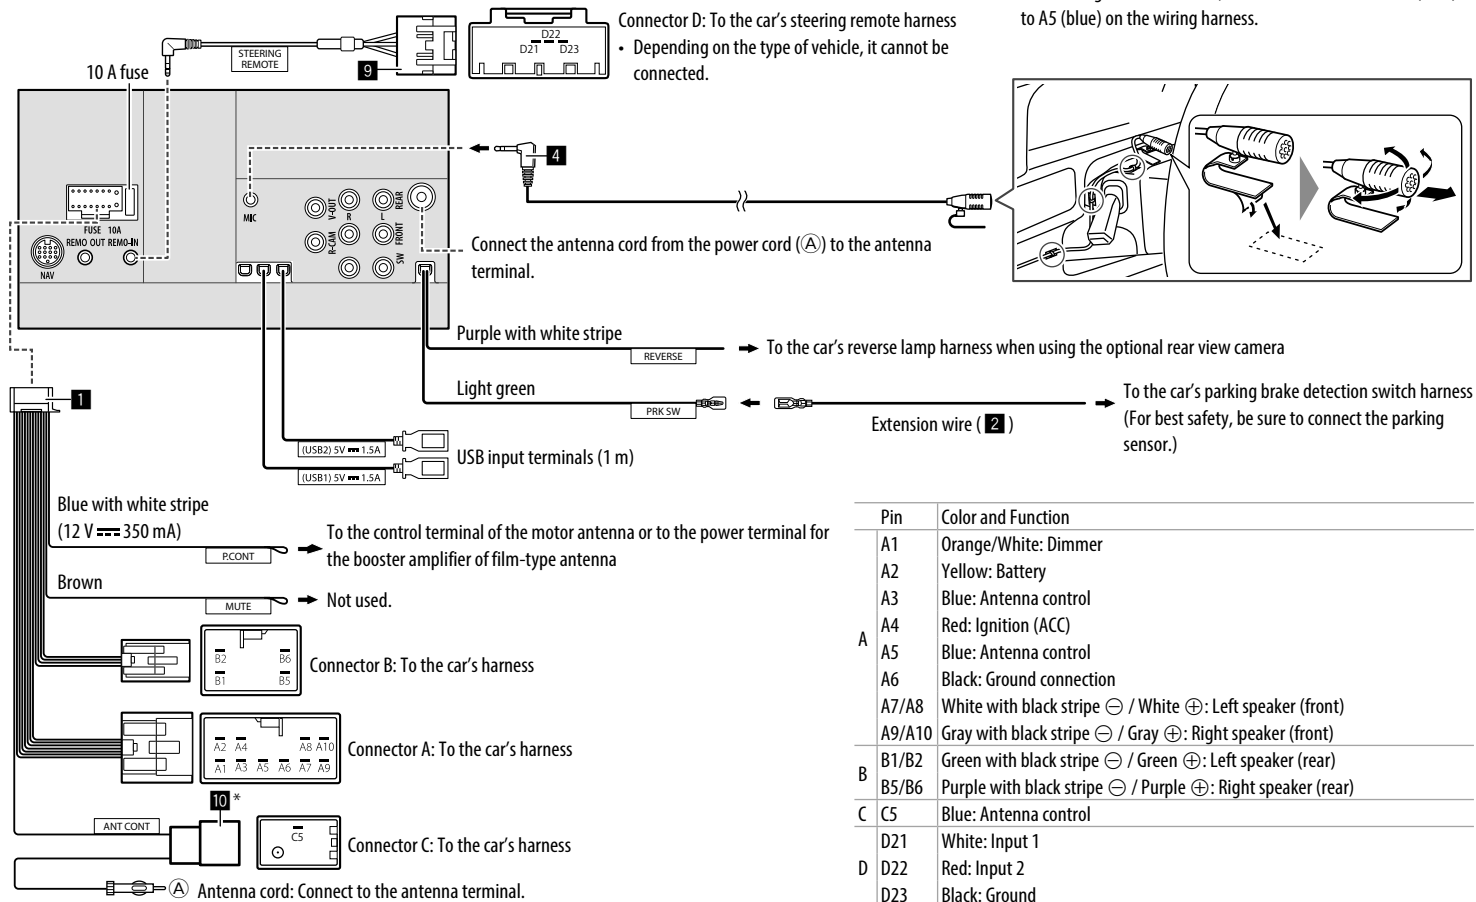 to A5 (blue) on the wiring harness.
Connector D: To the car's steering remote harness
• Depending on the type of vehicle, it cannot be
connected.
D22
D21 D23
STEERING
REMOTE
9
10 A fuse
4
MIC
V-OUT
R-CAM
R
L
REAR
FRONT
SW
FUSE 10A
REMO OUT REMO-IN
NAV
Connect the antenna cord from the power cord (Ⓐ) to the antenna
terminal.
Purple with white stripe
REVERSE
To the car's reverse lamp harness when using the optional rear view camera
Light green
PRK SW
Extension wire ( 2 )
To the car's parking brake detection switch harness
(For best safety, be sure to connect the parking
sensor.)
1
(USB2) 5V ⎓ 1.5A
(USB1) 5V ⎓ 1.5A
USB input terminals (1 m)
Blue with white stripe
(12 V ⎓ 350 mA)
P.CONT
To the control terminal of the motor antenna or to the power terminal for
the booster amplifier of film-type antenna
Brown
MUTE
Not used.
B2 B6
B1 B5
Connector B: To the car's harness
A2 A4 A8 A10
A1 A3 A5 A6 A7 A9
Connector A: To the car's harness
10 *
ANT CONT
C5
Connector C: To the car's harness
Ⓐ Antenna cord: Connect to the antenna terminal.
Pin Color and Function
A
A1 Orange/White: Dimmer
A2 Yellow: Battery
A3 Blue: Antenna control
A4 Red: Ignition (ACC)
A5 Blue: Antenna control
A6 Black: Ground connection
A7/A8 White with black stripe ⊖ / White ⊕: Left speaker (front)
A9/A10 Gray with black stripe ⊖ / Gray ⊕: Right speaker (front)
B
B1/B2 Green with black stripe ⊖ / Green ⊕: Left speaker (rear)
B5/B6 Purple with black stripe ⊖ / Purple ⊕: Right speaker (rear)
C C5 Blue: Antenna control
D
D21 White: Input 1
D22 Red: Input 2
D23 Black: Ground